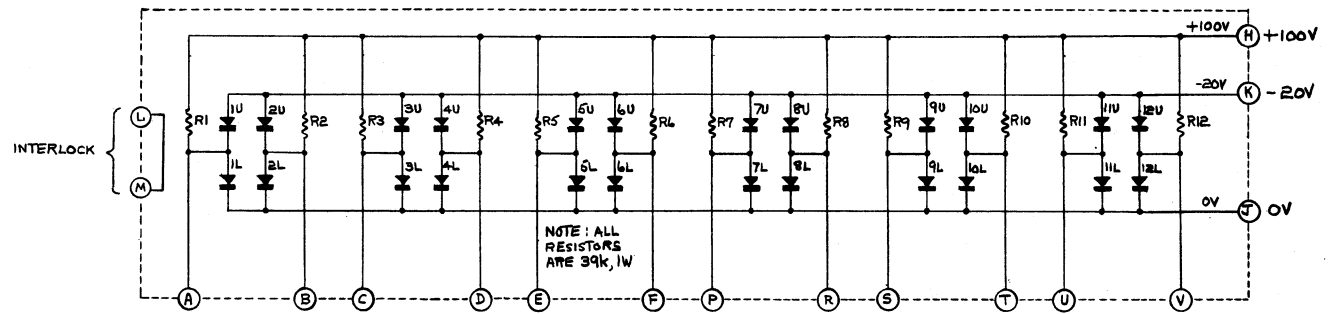 +100V
H +100V
-20V
K -20V
L
INTERLOCK
M
R1 1U 2U R2 R3 3U 4U R4 R5 5U 6U R6 R7 7U 8U R8 R9 9U 10U R10 R11 11U 12U R12
1L 2L 3L 4L 5L 6L 7L 8L 9L 10L 11L 12L
0V
J 0V
NOTE: ALL
RESISTORS
ARE 39K, 1W
A B C D E F P R S T U V